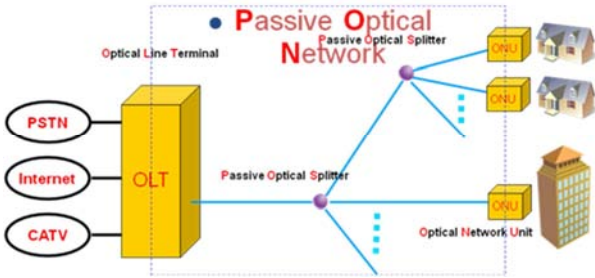 • Passive Optical
Network
Passive Optical Splitter
Optical Line Terminal
ONU
ONU
PSTN
Internet
CATV
OLT
Passive Optical Splitter
ONU
Optical Network Unit